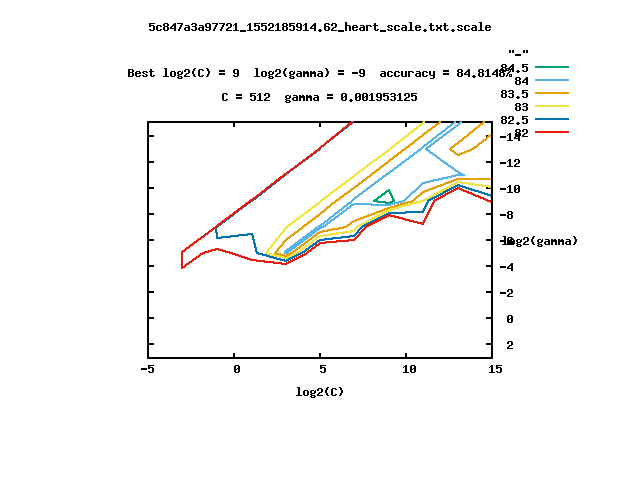 5c847a3a97721_1552185914.62_heart_scale.txt.scale
"-"
Best log2(C) = 9  log2(gamma) = -9  accuracy = 84.8148%
C = 512  gamma = 0.001953125
84.5
84
83.5
83
82.5
82
-14
-12
-10
-8
-6
log2(gamma)
-4
-2
0
2
-5 0 5 10 15
log2(C)